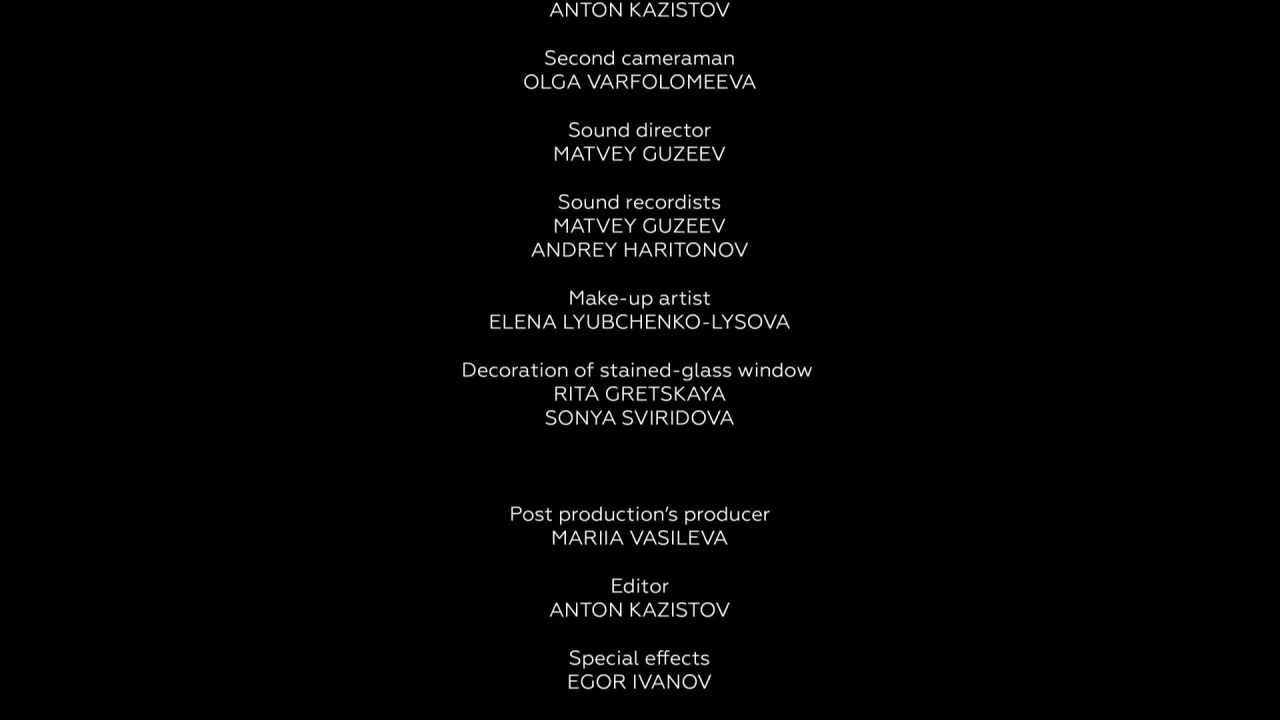 ANTON KAZISTOV
Second cameraman
OLGA VARFOLOMEEVA
Sound director
MATVEY GUZEEV
Sound recordists
MATVEY GUZEEV
ANDREY HARITONOV
Make-up artist
ELENA LYUBCHENKO-LYSOVA
Decoration of stained-glass window
RITA GRETSKAYA
SONYA SVIRIDOVA
Post production’s producer
MARIIA VASILEVA
Editor
ANTON KAZISTOV
Special effects
EGOR IVANOV